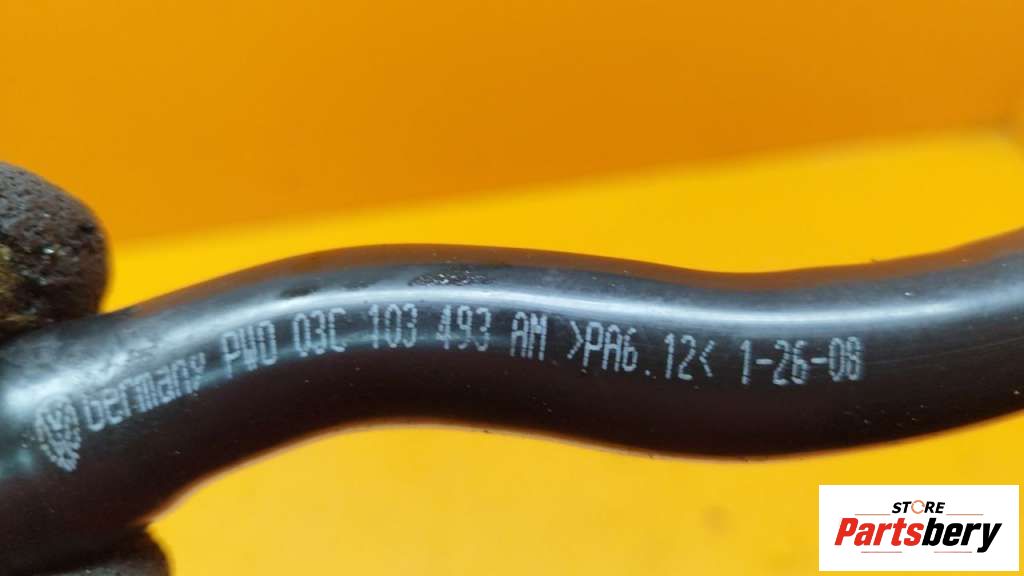 Germany PWO 03C 103 493 AM >PA6.12< 1-26-08
STORE
Partsbery